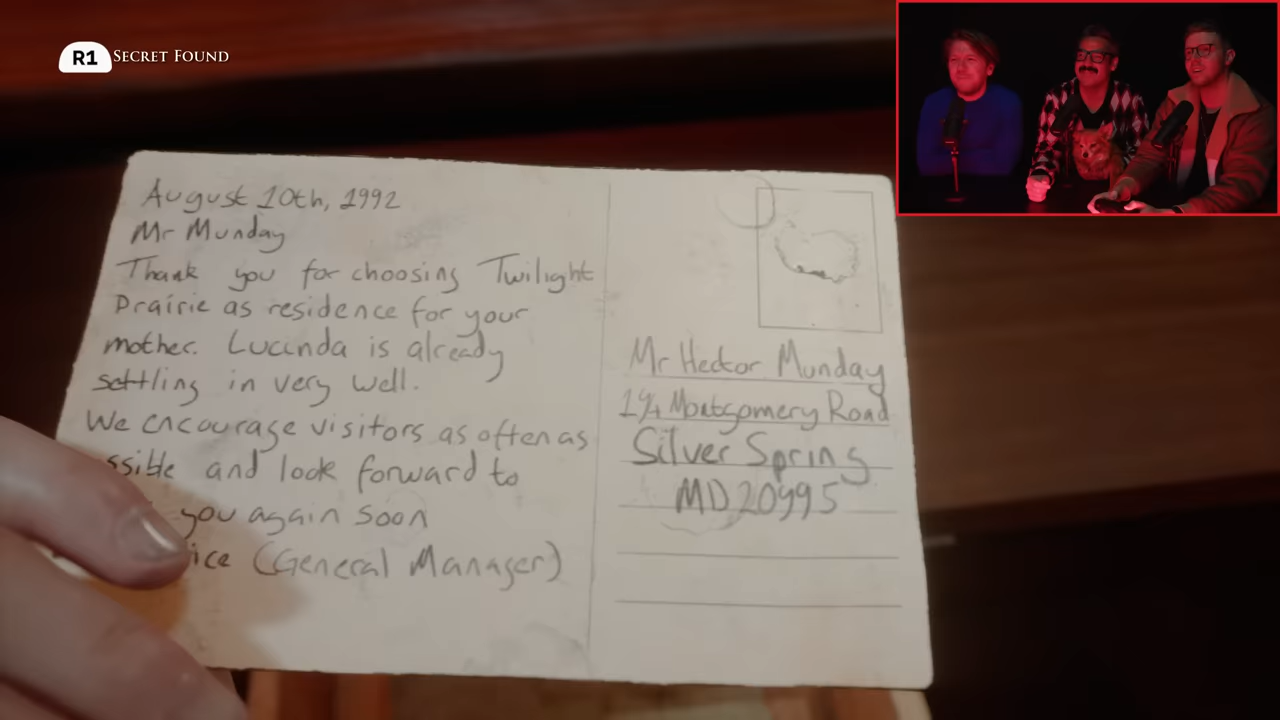 R1 SECRET FOUND
August 10th, 1992
Mr Munday
Thank you for choosing Twilight
Prairie as residence for your
mother. Lucinda is already
settling in very well.
We encourage visitors as often as
ssible and look forward to
you again soon
ice (General Manager)
Mr Hector Munday
Montgomery Road
Silver Spring
MD 20995